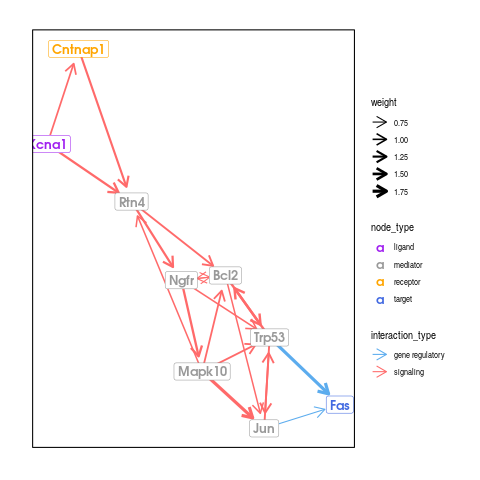 Cntnap1
Kcna1
Rtn4
Ngfr
Bcl2
Trp53
Mapk10
Fas
Jun
weight
0.75
1.00
1.25
1.50
1.75
node_type
a ligand
a mediator
a receptor
a target
interaction_type
gene regulatory
signaling